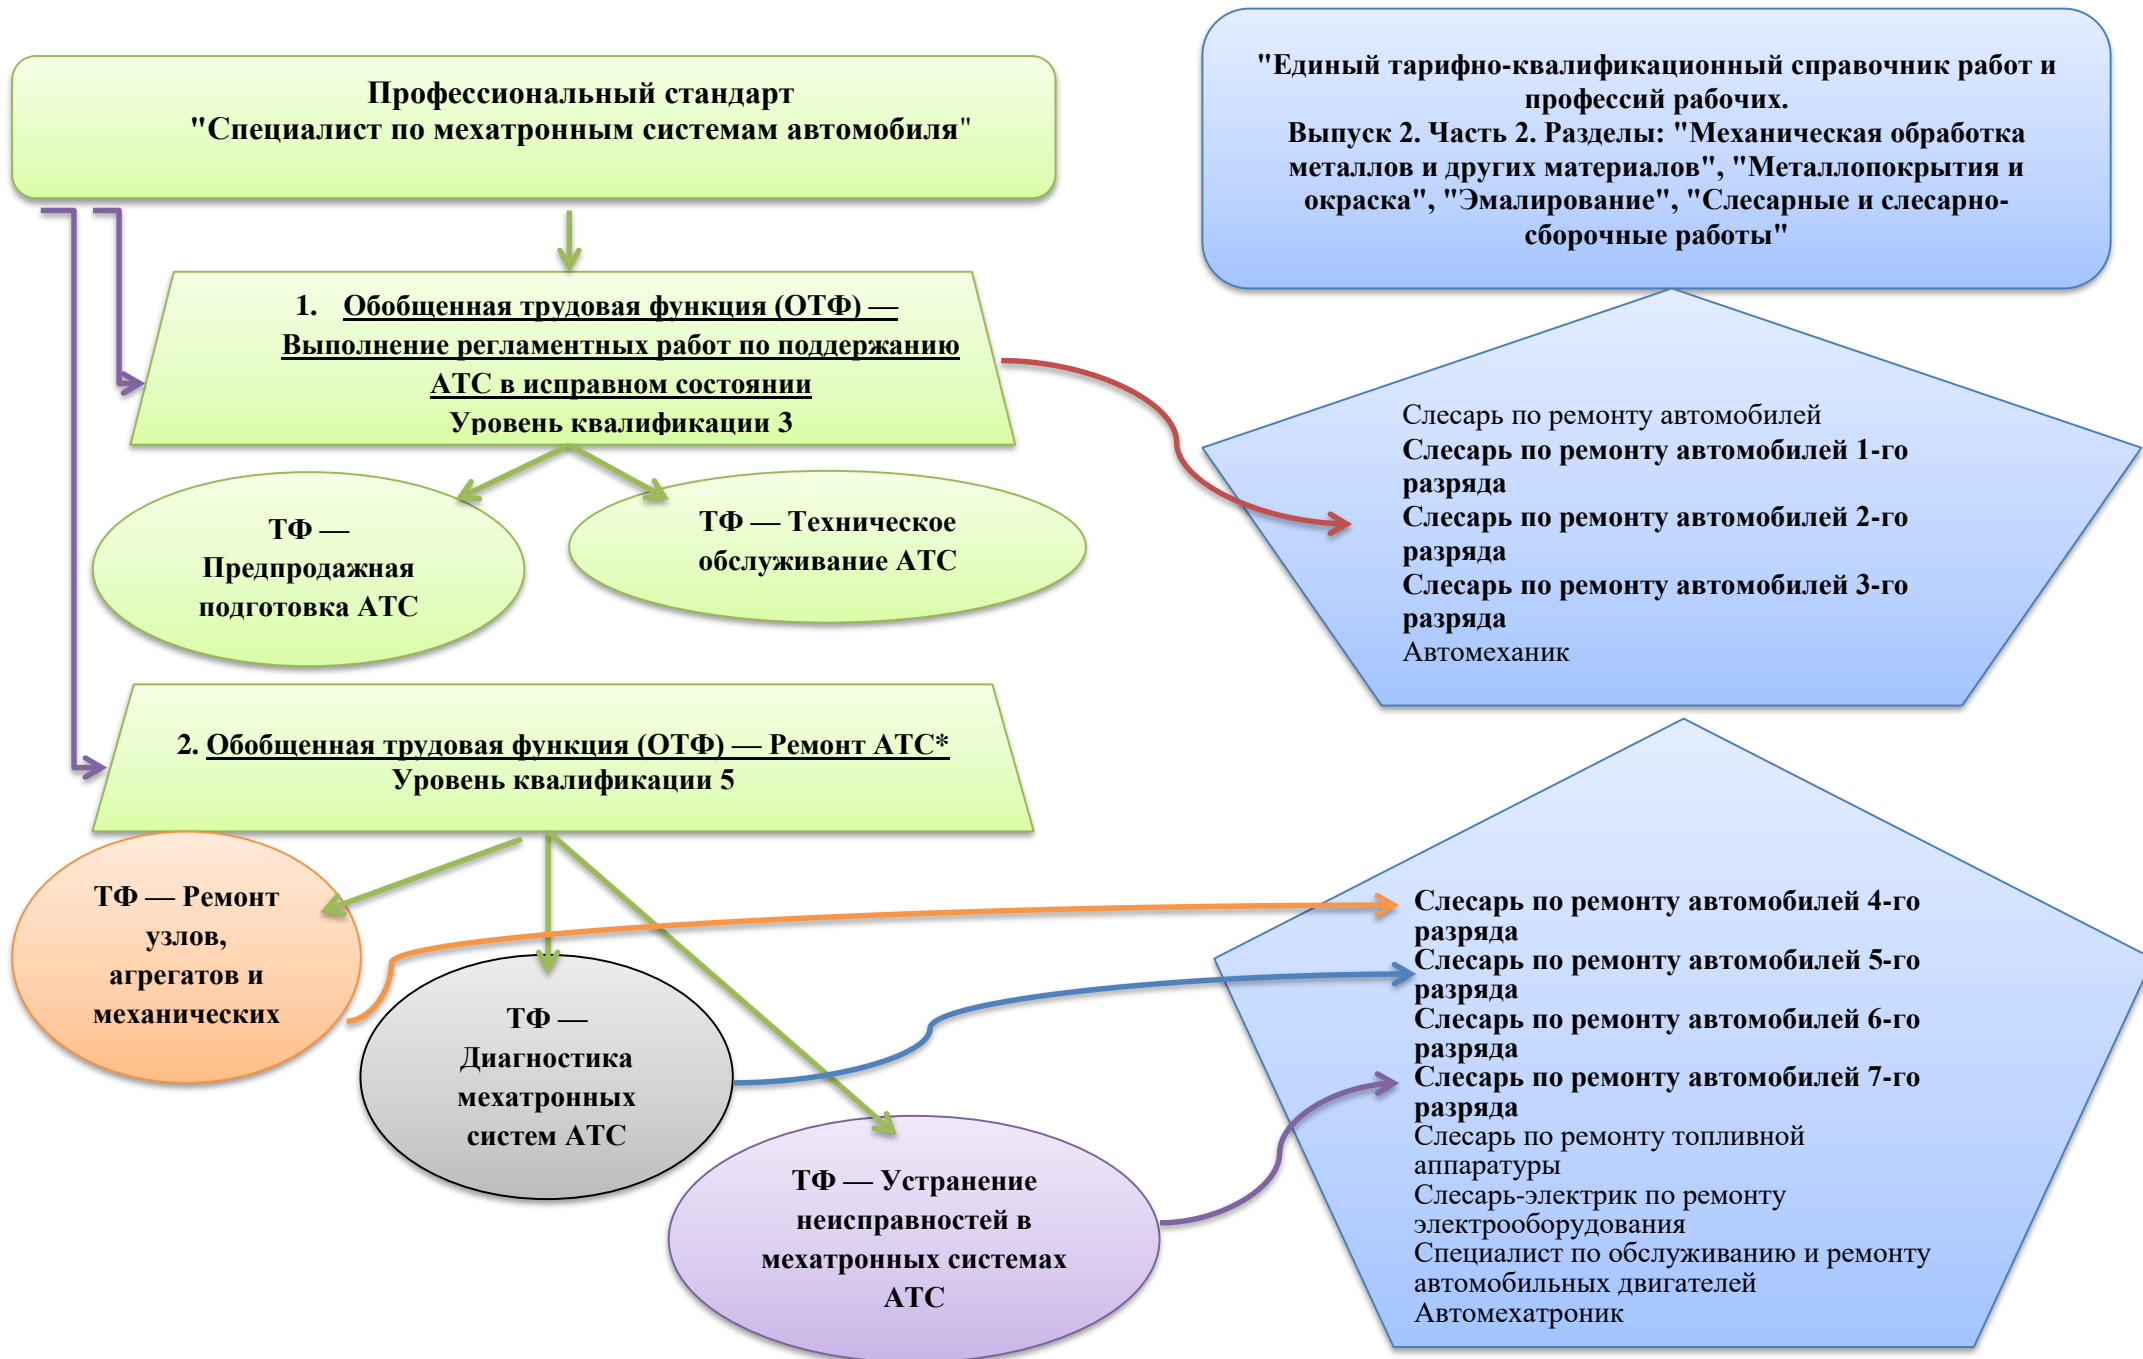 Профессиональный стандарт
"Специалист по мехатронным системам автомобиля"
"Единый тарифно-квалификационный справочник работ и
профессий рабочих.
Выпуск 2. Часть 2. Разделы: "Механическая обработка
металлов и других материалов", "Металлопокрытия и
окраска", "Эмалирование", "Слесарные и слесарно-
сборочные работы"
1. Обобщенная трудовая функция (ОТФ) —
Выполнение регламентных работ по поддержанию
АТС в исправном состоянии
Уровень квалификации 3
ТФ —
Предпродажная
подготовка АТС
ТФ — Техническое
обслуживание АТС
Слесарь по ремонту автомобилей
Слесарь по ремонту автомобилей 1-го
разряда
Слесарь по ремонту автомобилей 2-го
разряда
Слесарь по ремонту автомобилей 3-го
разряда
Автомеханик
2. Обобщенная трудовая функция (ОТФ) — Ремонт АТС*
Уровень квалификации 5
ТФ — Ремонт
узлов,
агрегатов и
механических
ТФ —
Диагностика
мехатронных
систем АТС
ТФ — Устранение
неисправностей в
мехатронных системах
АТС
Слесарь по ремонту автомобилей 4-го
разряда
Слесарь по ремонту автомобилей 5-го
разряда
Слесарь по ремонту автомобилей 6-го
разряда
Слесарь по ремонту автомобилей 7-го
разряда
Слесарь по ремонту топливной
аппаратуры
Слесарь-электрик по ремонту
электрооборудования
Специалист по обслуживанию и ремонту
автомобильных двигателей
Автомехатроник